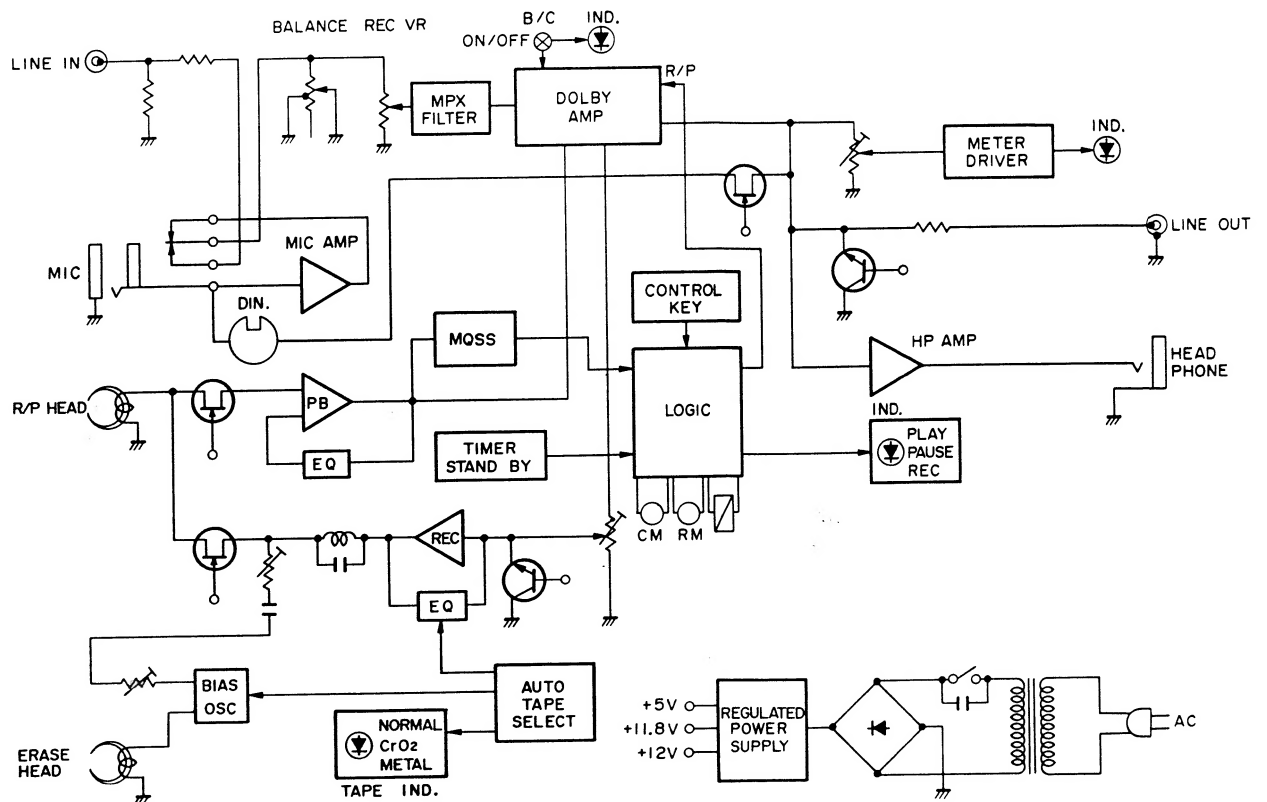 BALANCE REC VR
B/C
IND.
ON/OFF
LINE IN
R/P
MPX
FILTER
DOLBY
AMP
METER
DRIVER
IND.
LINE OUT
MIC AMP
MIC
DIN.
CONTROL
KEY
MQSS
HP AMP
HEAD
PHONE
R/P HEAD
PB
LOGIC
IND.
PLAY
PAUSE
REC
EQ
TIMER
STAND BY
CM
RM
REC
EQ
BIAS
OSC
AUTO
TAPE
SELECT
NORMAL
CrO2
METAL
TAPE IND.
ERASE
HEAD
+5V
+11.8V
+12V
REGULATED
POWER
SUPPLY
AC